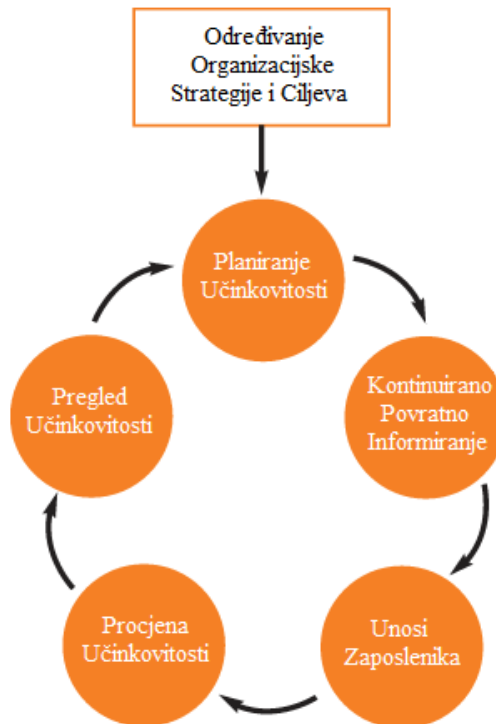 Određivanje
Organizacijske
Strategije i Ciljeva
Planiranje
Učinkovitosti
Kontinuirano
Povratno
Informiranje
Unosi
Zaposlenika
Procjena
Učinkovitosti
Pregled
Učinkovitosti